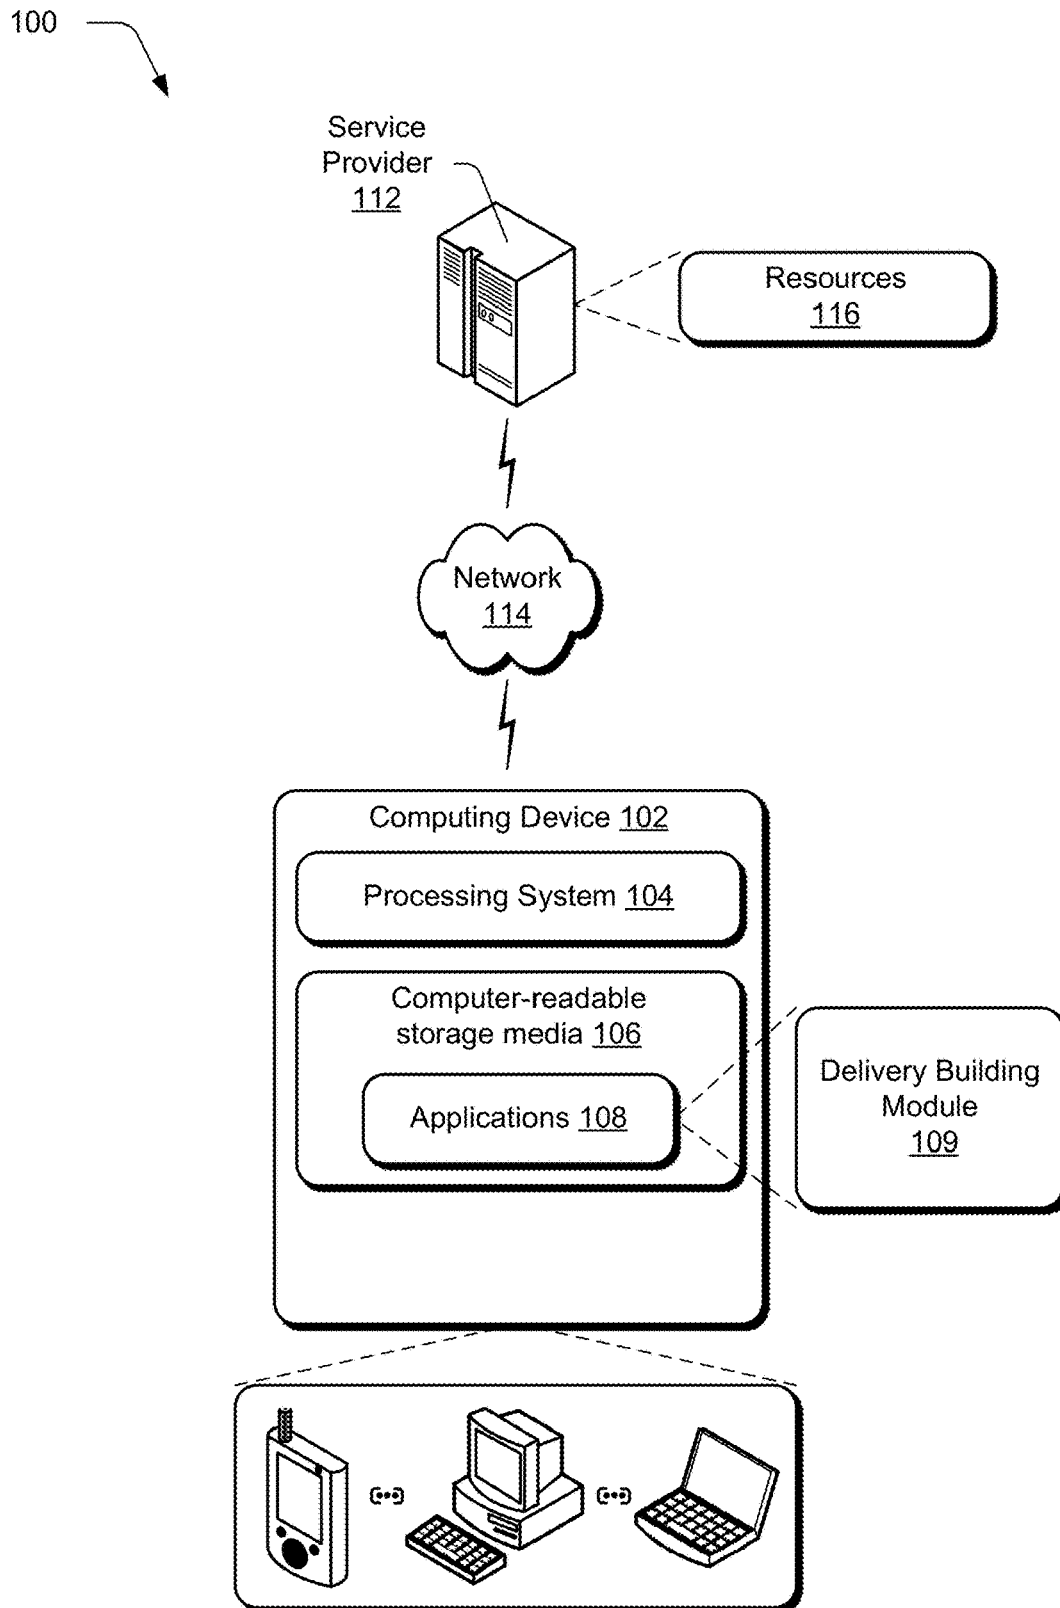 100
Service
Provider
112
Resources
116
Network
114
Computing Device 102
Processing System 104
Computer-readable
storage media 106
Applications 108
Delivery Building
Module
109